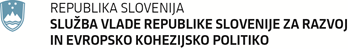 REPUBLIKA SLOVENIJA
SLUŽBA VLADE REPUBLIKE SLOVENIJE ZA RAZVOJ
IN EVROPSKO KOHEZIJSKO POLITIKO